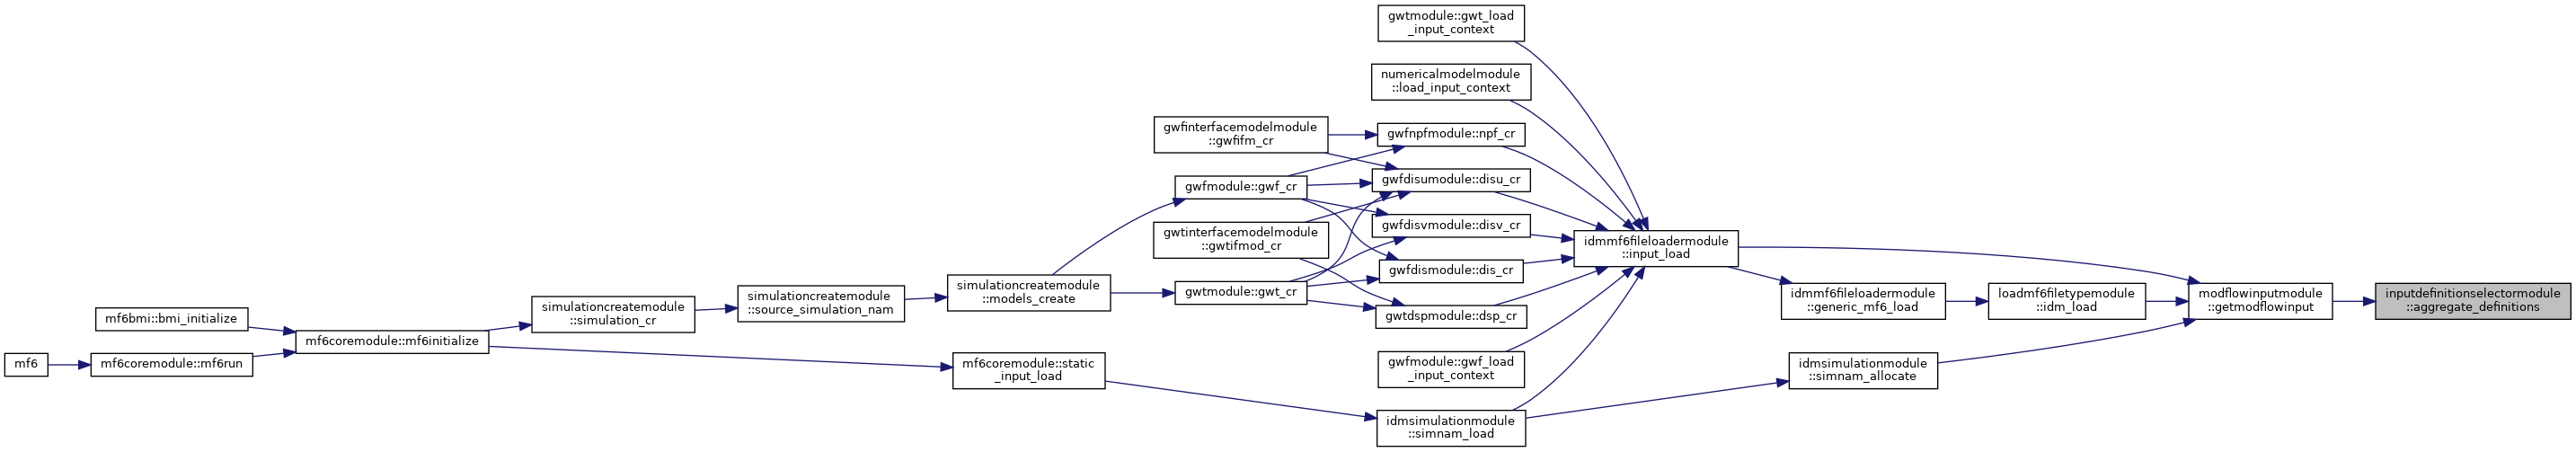 mf6
mf6bmi::bmi_initialize
mf6coremodule::mf6run
mf6coremodule::mf6initialize
simulationcreatemodule
::simulation_cr
simulationcreatemodule
::source_simulation_nam
simulationcreatemodule
::models_create
mf6coremodule::static
_input_load
gwfinterfacemodelmodule
::gwfifm_cr
gwfmodule::gwf_cr
gwtinterfacemodelmodule
::gwtifmod_cr
gwtmodule::gwt_cr
gwtmodule::gwt_load
_input_context
numericalmodelmodule
::load_input_context
gwfnpfmodule::npf_cr
gwfdisumodule::disu_cr
gwfdisvmodule::disv_cr
gwfdismodule::dis_cr
gwtdspmodule::dsp_cr
gwfmodule::gwf_load
_input_context
idmsimulationmodule
::simnam_load
idmmf6fileloadermodule
::input_load
idmmf6fileloadermodule
::generic_mf6_load
idmsimulationmodule
::simnam_allocate
loadmf6filetypemodule
::idm_load
modflowinputmodule
::getmodflowinput
inputdefinitionselectormodule
::aggregate_definitions